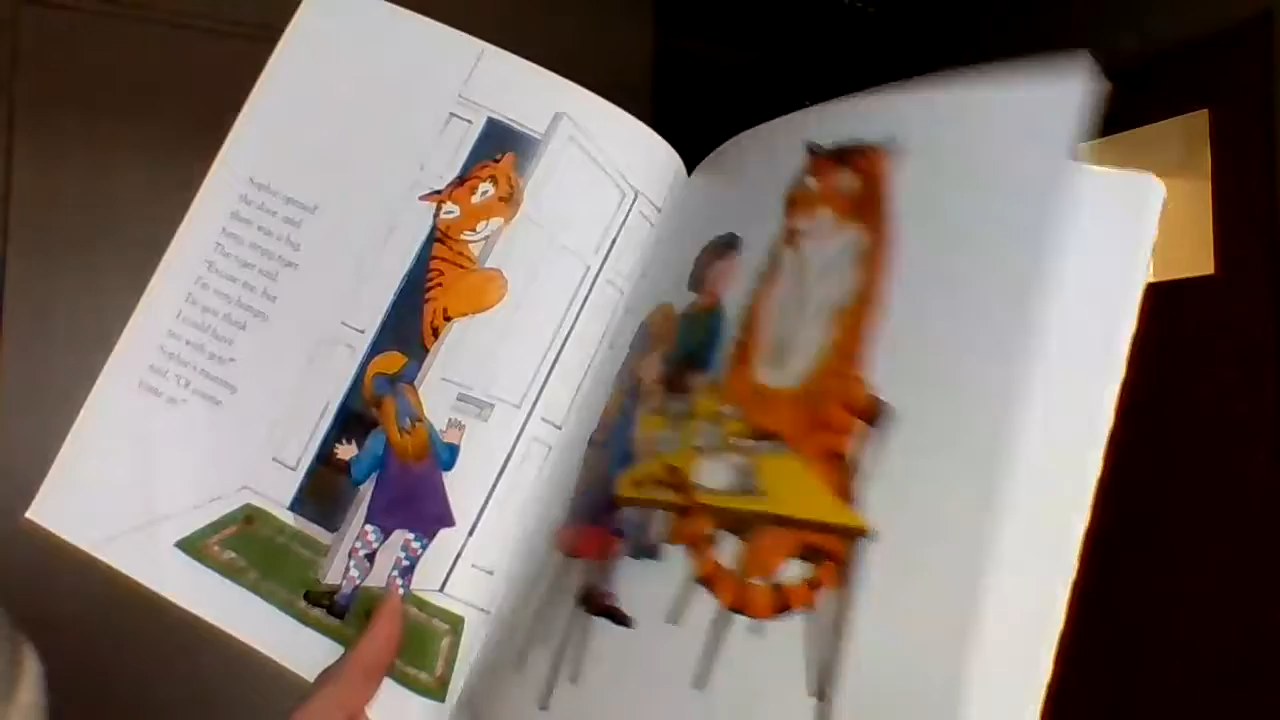 Sophie opened
the door, and
there was a big,
furry, stripy tiger.
The tiger said,
"Excuse me, but
I'm very hungry.
Do you think
I could have
tea with you?"
Sophie's mummy
said, "Of course,
come in."